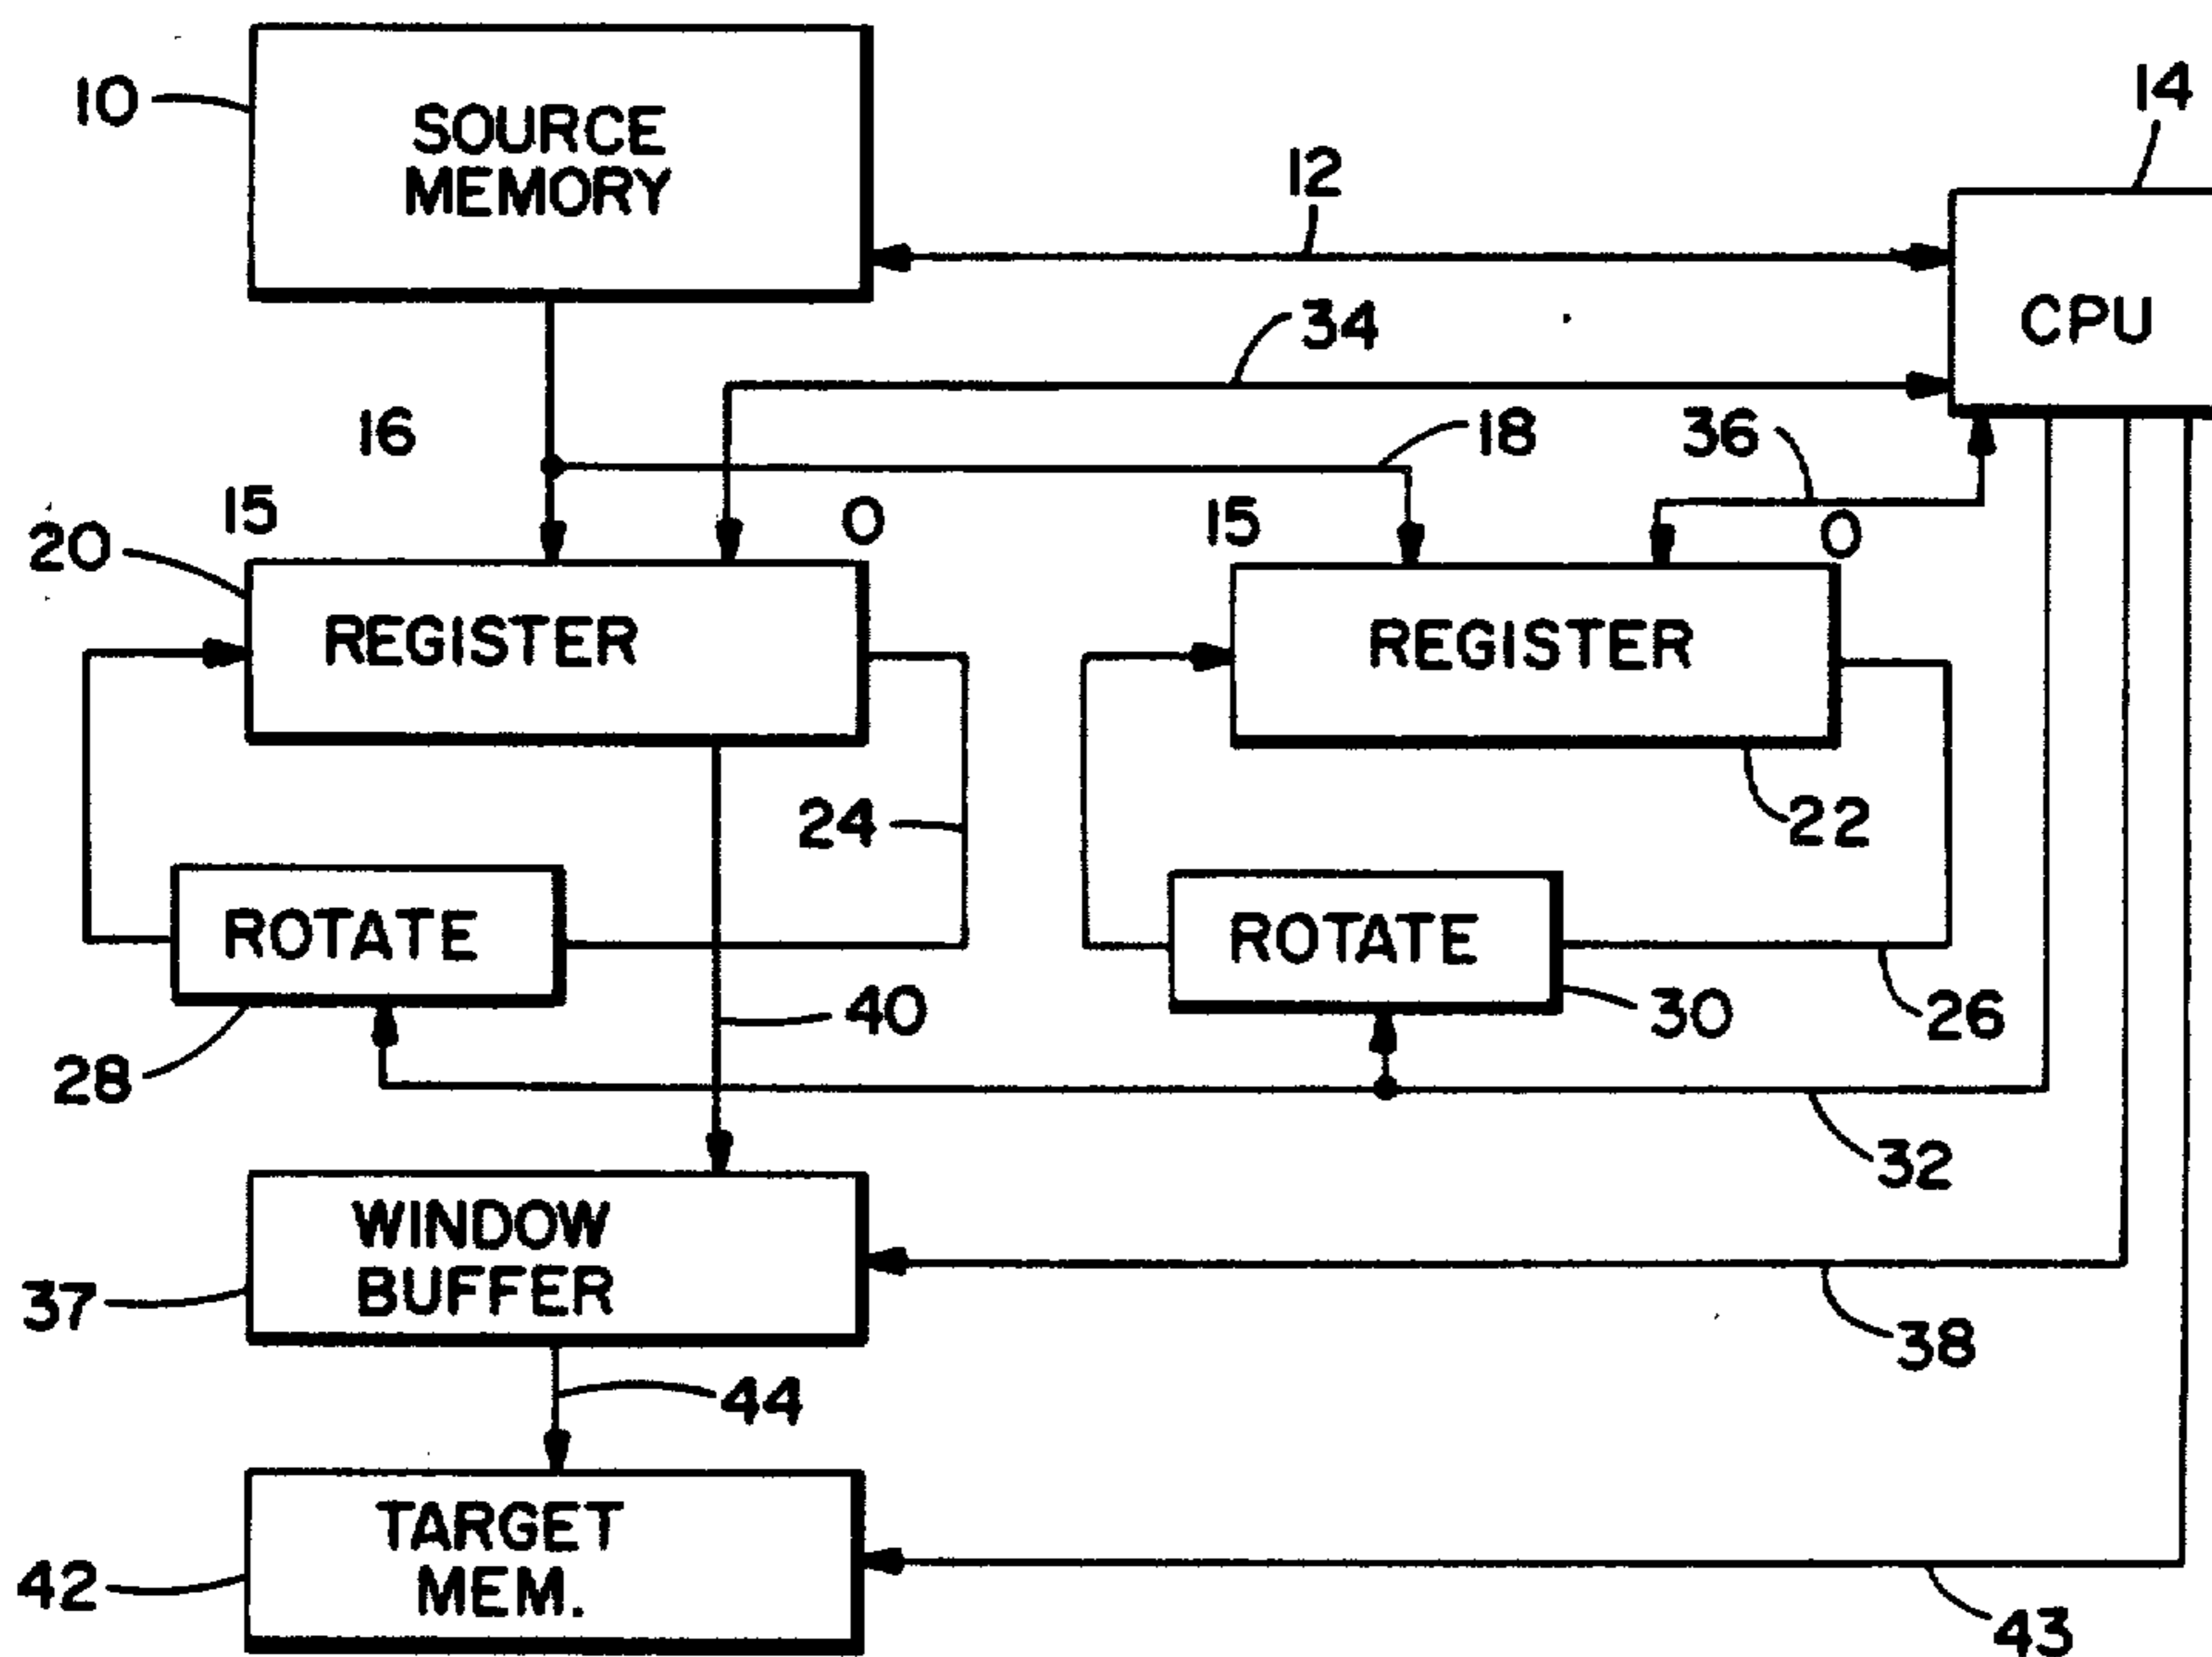 10
SOURCE
MEMORY
14
12
CPU
34
16
18
36
15
0
15
0
20
REGISTER
REGISTER
24
22
ROTATE
ROTATE
40
30
26
28
32
WINDOW
BUFFER
37
38
44
TARGET
MEM.
42
43